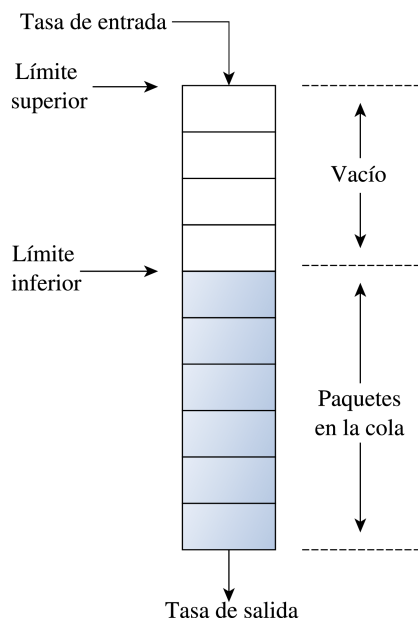 Tasa de entrada
Límite
superior
Vacío
Límite
inferior
Paquetes
en la cola
Tasa de salida